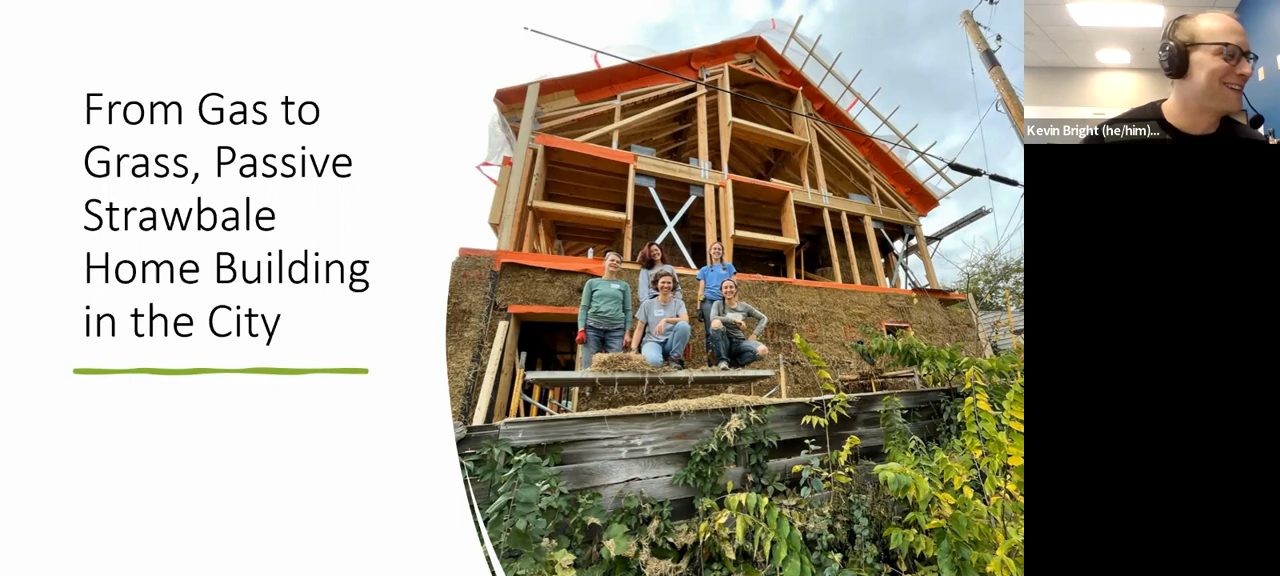 From Gas to
Grass, Passive
Strawbale
Home Building
in the City
Kevin Bright (he/him)...